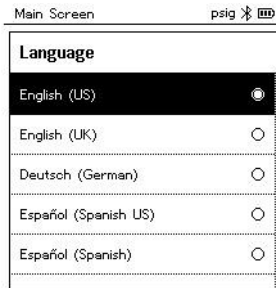 Main Screen psig
Language
English (US)
English (UK)
Deutsch (German)
Español (Spanish US)
Español (Spanish)